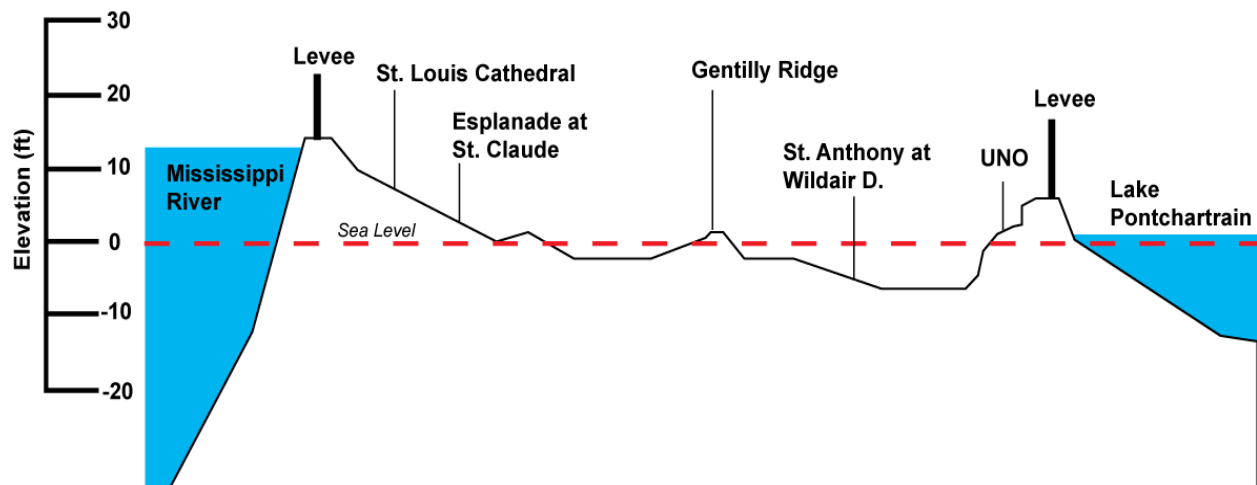 Elevation (ft)
30
20
10
0
-10
-20
Mississippi
River
Levee
St. Louis Cathedral
Esplanade at
St. Claude
Sea Level
Gentilly Ridge
St. Anthony at
Wildair D.
UNO
Levee
Lake
Pontchartrain